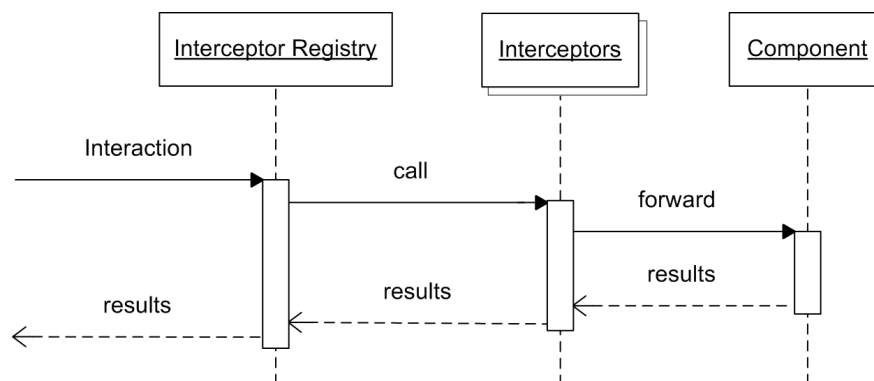 Interceptor Registry
Interceptors
Component
Interaction
call
forward
results
results
results